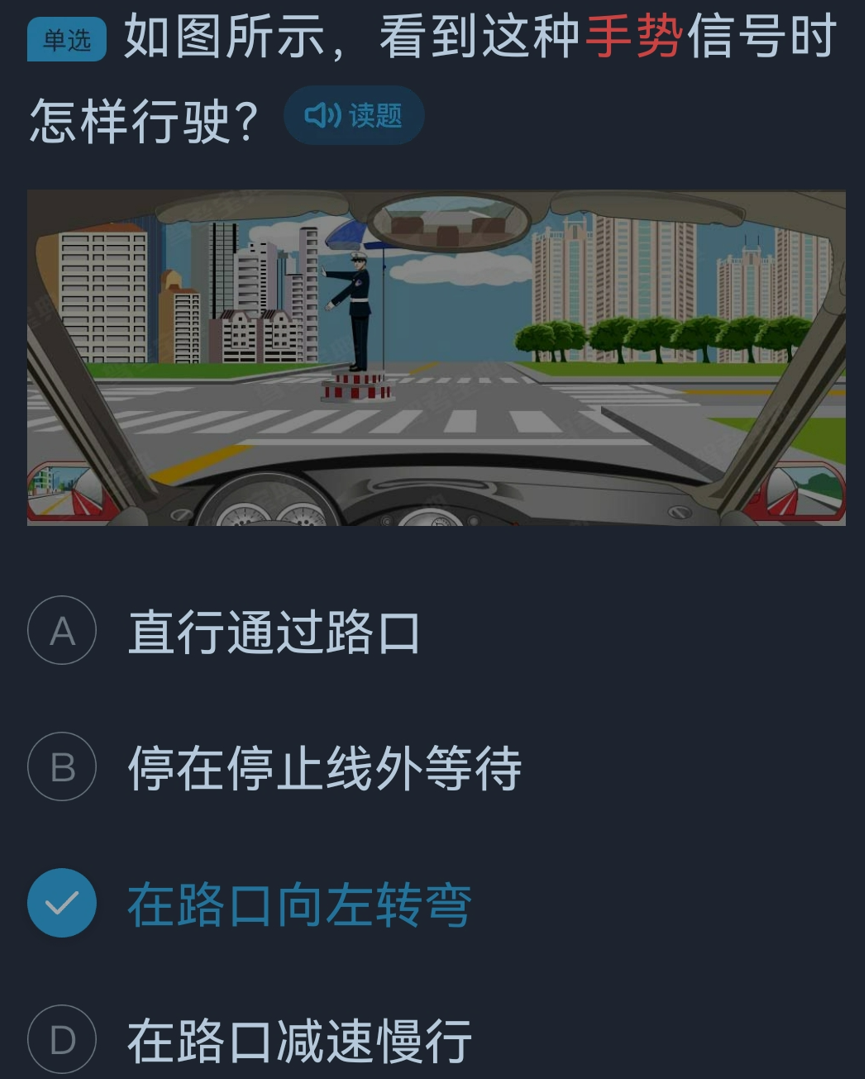 单选 如图所示，看到这种手势信号时
怎样行驶？ 读题
A 直行通过路口
B 停在停止线外等待
在路口向左转弯
D 在路口减速慢行